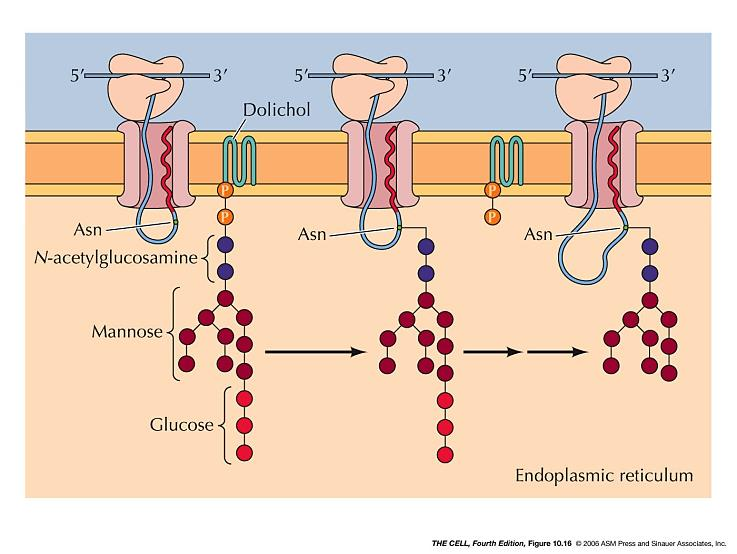 5′ 3′ 5′ 3′ 5′ 3′
Dolichol
P P
P P
Asn Asn Asn
N-acetylglucosamine
Mannose
Glucose
Endoplasmic reticulum
THE CELL, Fourth Edition, Figure 10.16 © 2006 ASM Press and Sinauer Associates, Inc.